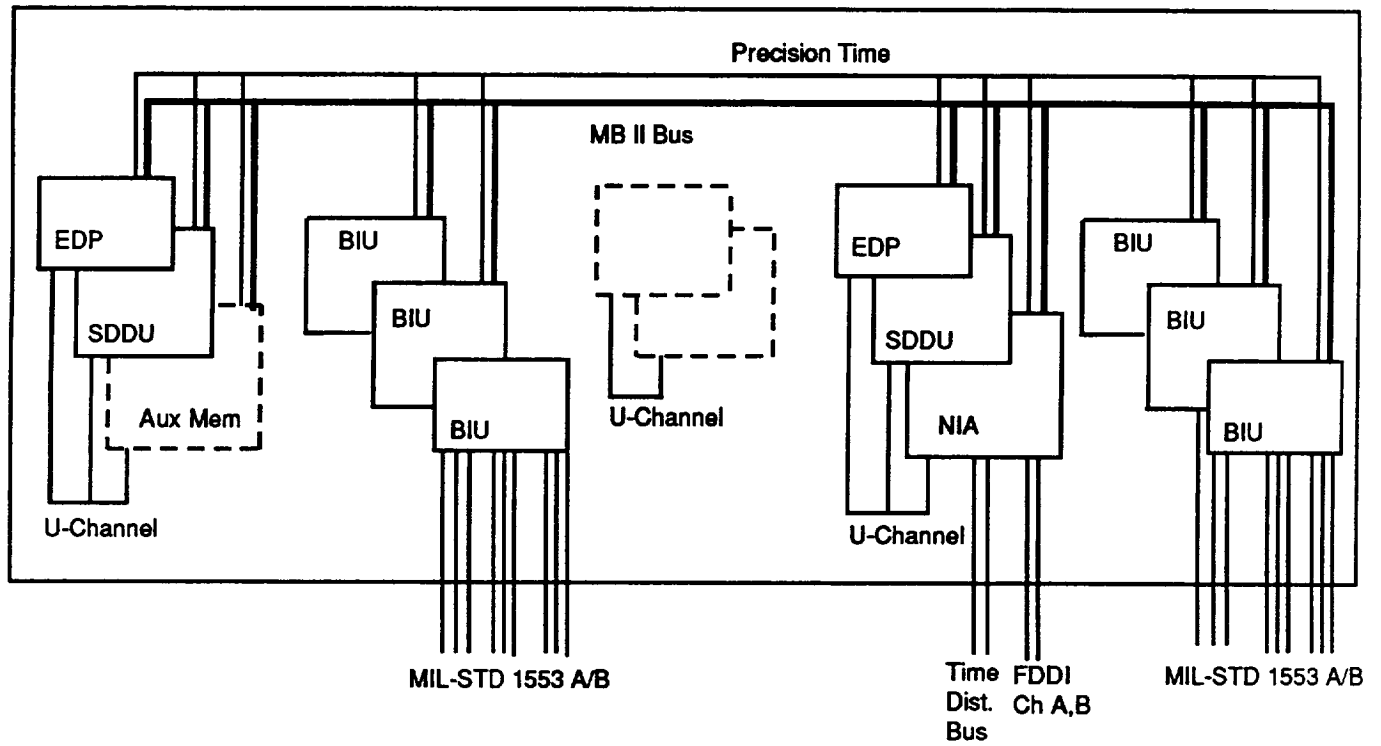 Precision Time
MB II Bus
EDP
SDDU
Aux Mem
U-Channel
BIU
BIU
BIU
U-Channel
EDP
SDDU
NIA
U-Channel
BIU
BIU
BIU
MIL-STD 1553 A/B
Time
Dist.
Bus
FDDI
Ch A,B
MIL-STD 1553 A/B